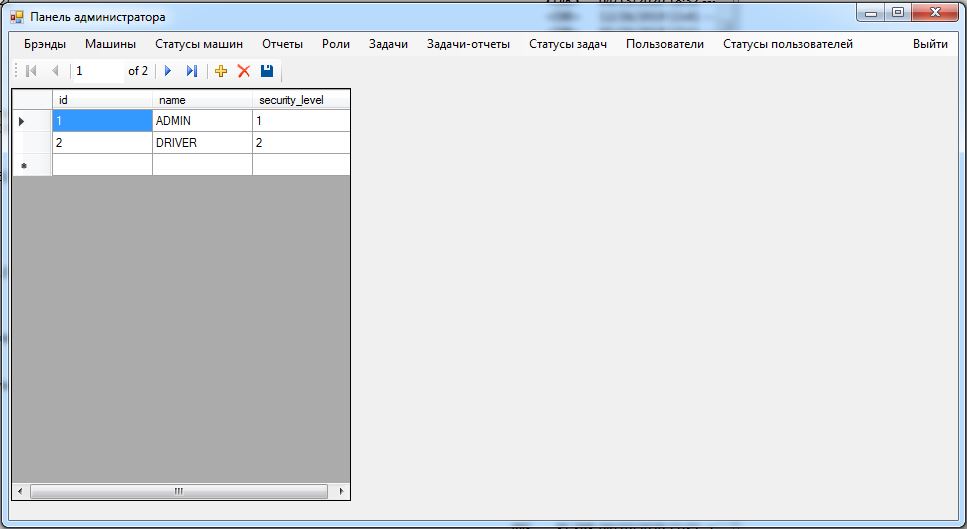 Панель администратора
Брэнды Машины Статусы машин Отчеты Роли Задачи Задачи-отчеты Статусы задач Пользователи Статусы пользователей Выйти
1 of 2
id name security_level
1 ADMIN 1
2 DRIVER 2